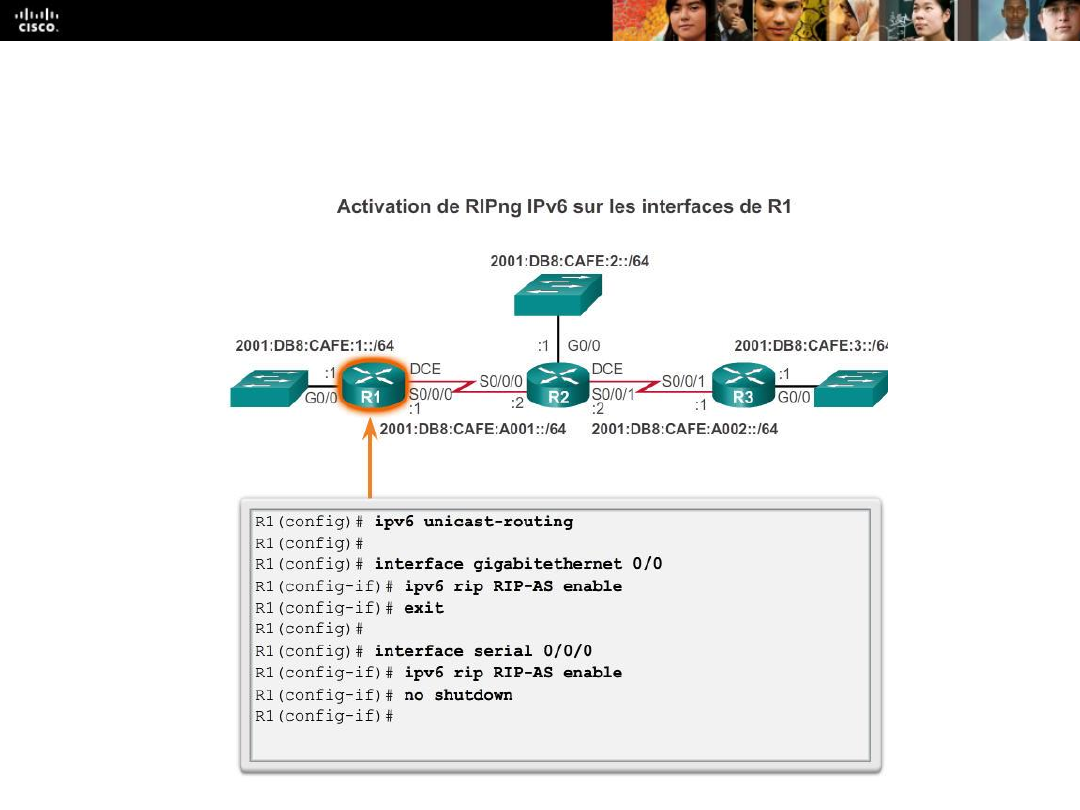 cisco.
Activation de RIPng IPv6 sur les interfaces de R1
2001:DB8:CAFE:2::/64
:1 G0/0
2001:DB8:CAFE:1::/64
2001:DB8:CAFE:3::/64
:1
G0/0
R1
DCE
S0/0/0
:1
S0/0/0
:2
R2
DCE
S0/0/1
:2
S0/0/1
:1
R3
:1
G0/0
2001:DB8:CAFE:A001::/64
2001:DB8:CAFE:A002::/64
R1(config)# ipv6 unicast-routing
R1(config)#
R1(config)# interface gigabitethernet 0/0
R1(config-if)# ipv6 rip RIP-AS enable
R1(config-if)# exit
R1(config)#
R1(config)# interface serial 0/0/0
R1(config-if)# ipv6 rip RIP-AS enable
R1(config-if)# no shutdown
R1(config-if)#